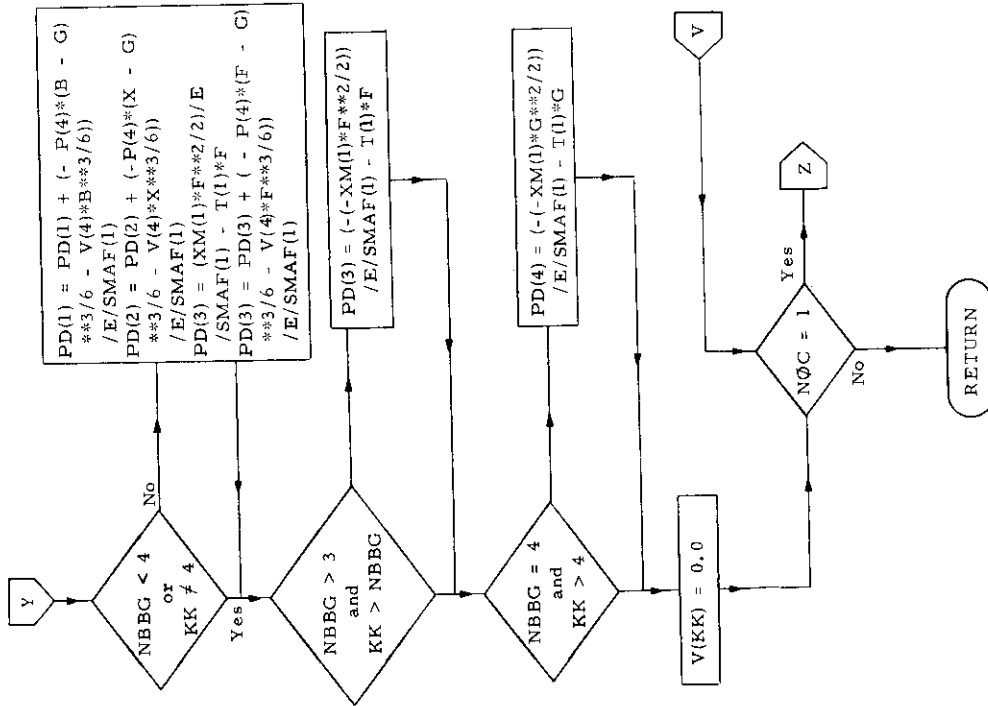 Y
NBBG < 4
or
KK ≠ 4
No
Yes
PD(1) = PD(1) + (- P(4)*(B - G)
**3/6 - V(4)*B**3/6))
/E/SMAF(1)
PD(2) = PD(2) + (-P(4)*(X - G)
**3/6 - V(4)*X**3/6))
/E/SMAF(1)
PD(3) = (XM(1)*F**2/2)/E
/SMAF(1) - T(1)*F
PD(3) = PD(3) + ( - P(4)*(F - G)
**3/6 - V(4)*F**3/6))
/E/SMAF(1)
NBBG > 3
and
KK > NBBG
PD(3) = (-(-XM(1)*F**2/2))
/E/SMAF(1) - T(1)*F
NBBG = 4
and
KK > 4
PD(4) = (-(-XM(1)*G**2/2))
/E/SMAF(1) - T(1)*G
V(KK) = 0.0
V
NØC = 1
Yes
Z
No
RETURN